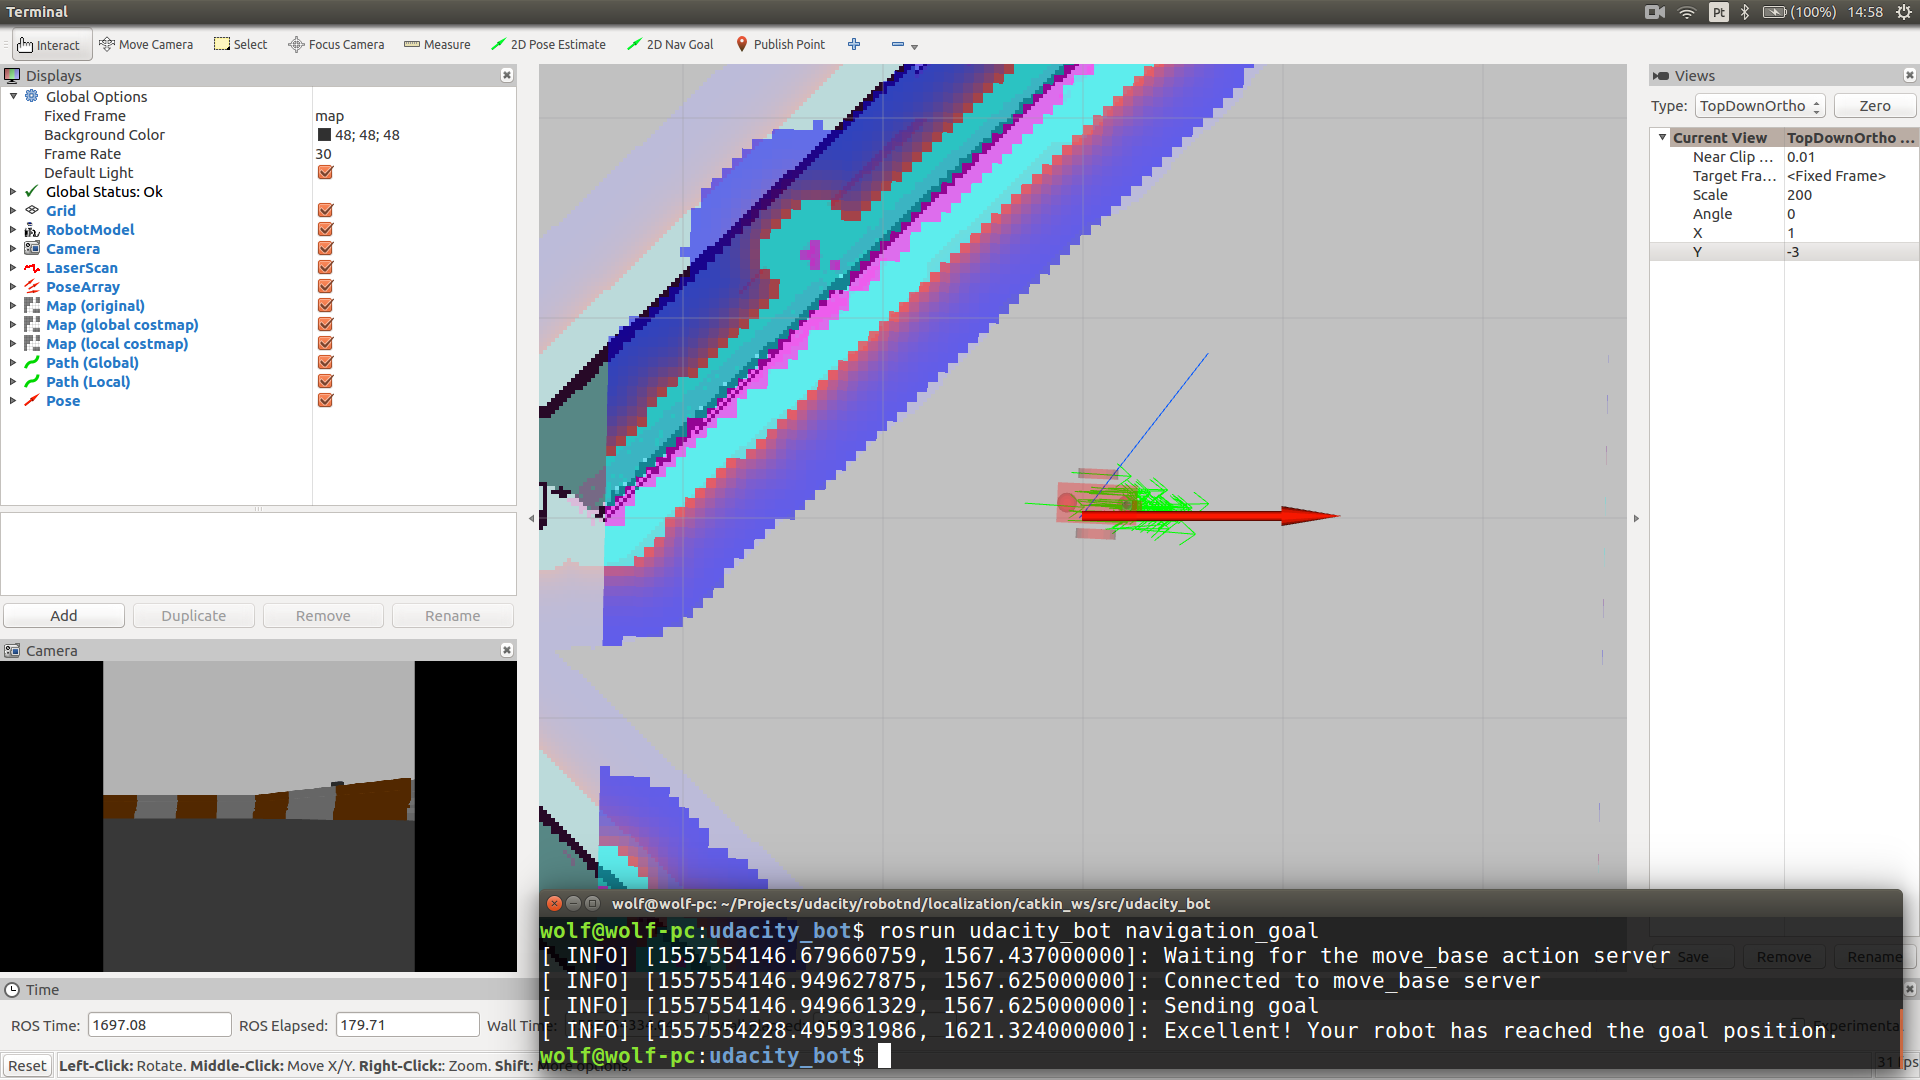 Terminal
Pt (100%) 14:58
Interact Move Camera Select Focus Camera Measure 2D Pose Estimate 2D Nav Goal Publish Point
Displays
Global Options
Fixed Frame map
Background Color 48; 48; 48
Frame Rate 30
Default Light
Global Status: Ok
Grid
RobotModel
Camera
LaserScan
PoseArray
Map (original)
Map (global costmap)
Map (local costmap)
Path (Global)
Path (Local)
Pose
Add Duplicate Remove Rename
Camera
Views
Type: TopDownOrtho Zero
Current View TopDownOrtho ...
Near Clip ... 0.01
Target Fra... <Fixed Frame>
Scale 200
Angle 0
X 1
Y -3
Save Remove Rename
Time
ROS Time: 1697.08 ROS Elapsed: 179.71 Wall Time: Experimental
Reset Left-Click: Rotate. Middle-Click: Move X/Y. Right-Click:: Zoom. Shift: More options. 31 fps
wolf@wolf-pc: ~/Projects/udacity/robotnd/localization/catkin_ws/src/udacity_bot
wolf@wolf-pc:udacity_bot$ rosrun udacity_bot navigation_goal
[ INFO] [1557554146.679660759, 1567.437000000]: Waiting for the move_base action server
[ INFO] [1557554146.949627875, 1567.625000000]: Connected to move_base server
[ INFO] [1557554146.949661329, 1567.625000000]: Sending goal
[ INFO] [1557554228.495931986, 1621.324000000]: Excellent! Your robot has reached the goal position.
wolf@wolf-pc:udacity_bot$